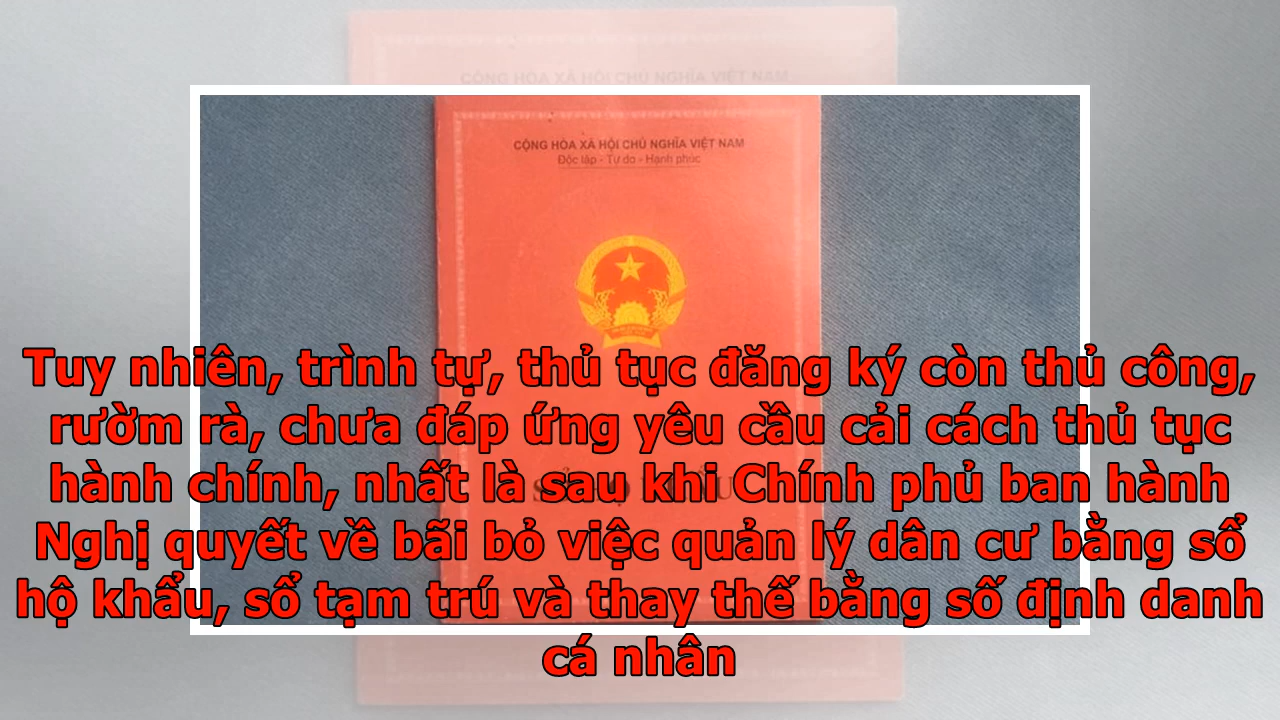 CỘNG HÒA XÃ HỘI CHỦ NGHĨA VIỆT NAM
CỘNG HÒA XÃ HỘI CHỦ NGHĨA VIỆT NAM
Độc lập - Tự do - Hạnh phúc
Tuy nhiên, trình tự, thủ tục đăng ký còn thủ công,
rườm rà, chưa đáp ứng yêu cầu cải cách thủ tục
hành chính, nhất là sau khi Chính phủ ban hành
Nghị quyết về bãi bỏ việc quản lý dân cư bằng sổ
hộ khẩu, sổ tạm trú và thay thế bằng số định danh
cá nhân